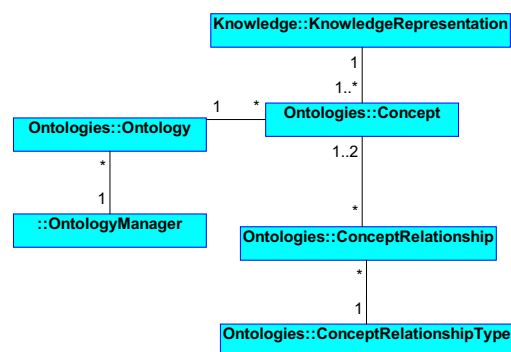 Knowledge::KnowledgeRepresentation
1
1..*
1 *
Ontologies::Concept
Ontologies::Ontology
1..2
*
1
::OntologyManager
*
Ontologies::ConceptRelationship
*
1
Ontologies::ConceptRelationshipType